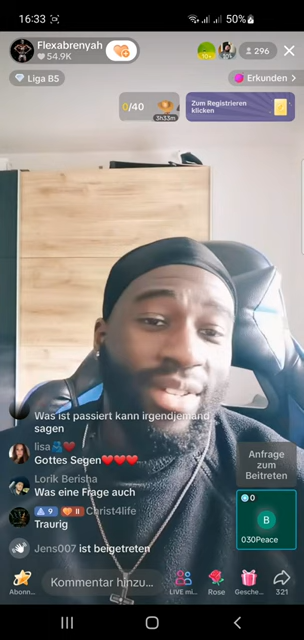 16:33
50%
Flexabrenyah
54.9K
296
Liga B5
Erkunden >
0/40
3h33m
Zum Registrieren
klicken
Was ist passiert kann irgendjemand
sagen
lisa
Gottes Segen❤❤❤
Lorik Berisha
Was eine Frage auch
9 II Christ4life
Traurig
Jens007 ist beigetreten
Anfrage
zum
Beitreten
0
B
030Peace
Abonn...
Kommentar hinzu...
LIVE mi...
Rose
Gesche...
321